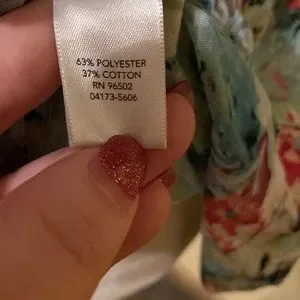 63% POLYESTER
37% COTTON
RN 96502
04173-5606